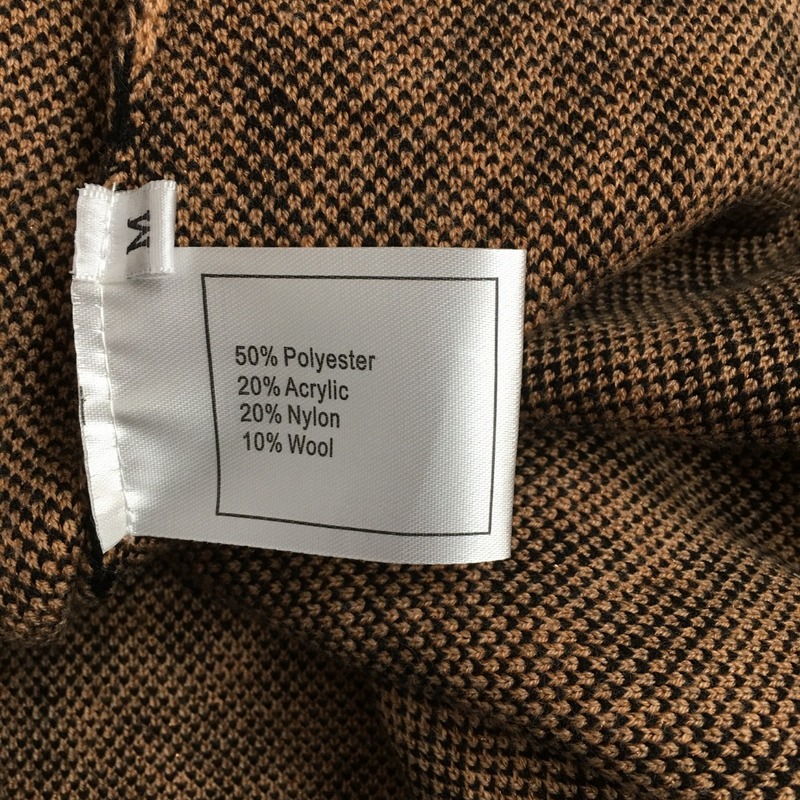 M
50% Polyester
20% Acrylic
20% Nylon
10% Wool